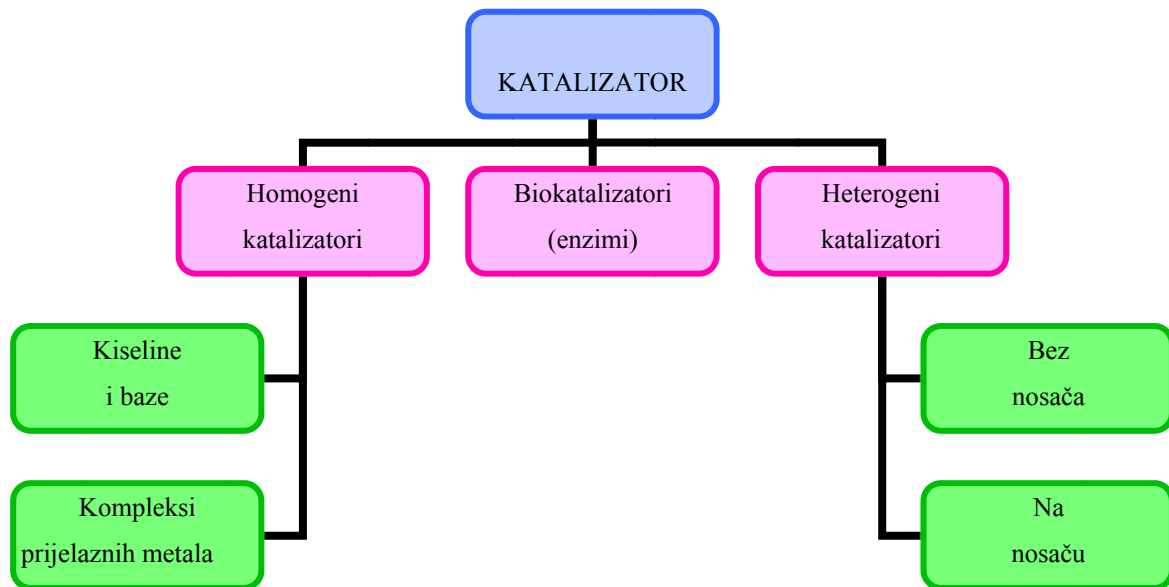 KATALIZATOR
Homogeni
katalizatori
Biokatalizatori
(enzimi)
Heterogeni
katalizatori
Kiseline
i baze
Bez
nosača
Kompleksi
prijelaznih metala
Na
nosaču